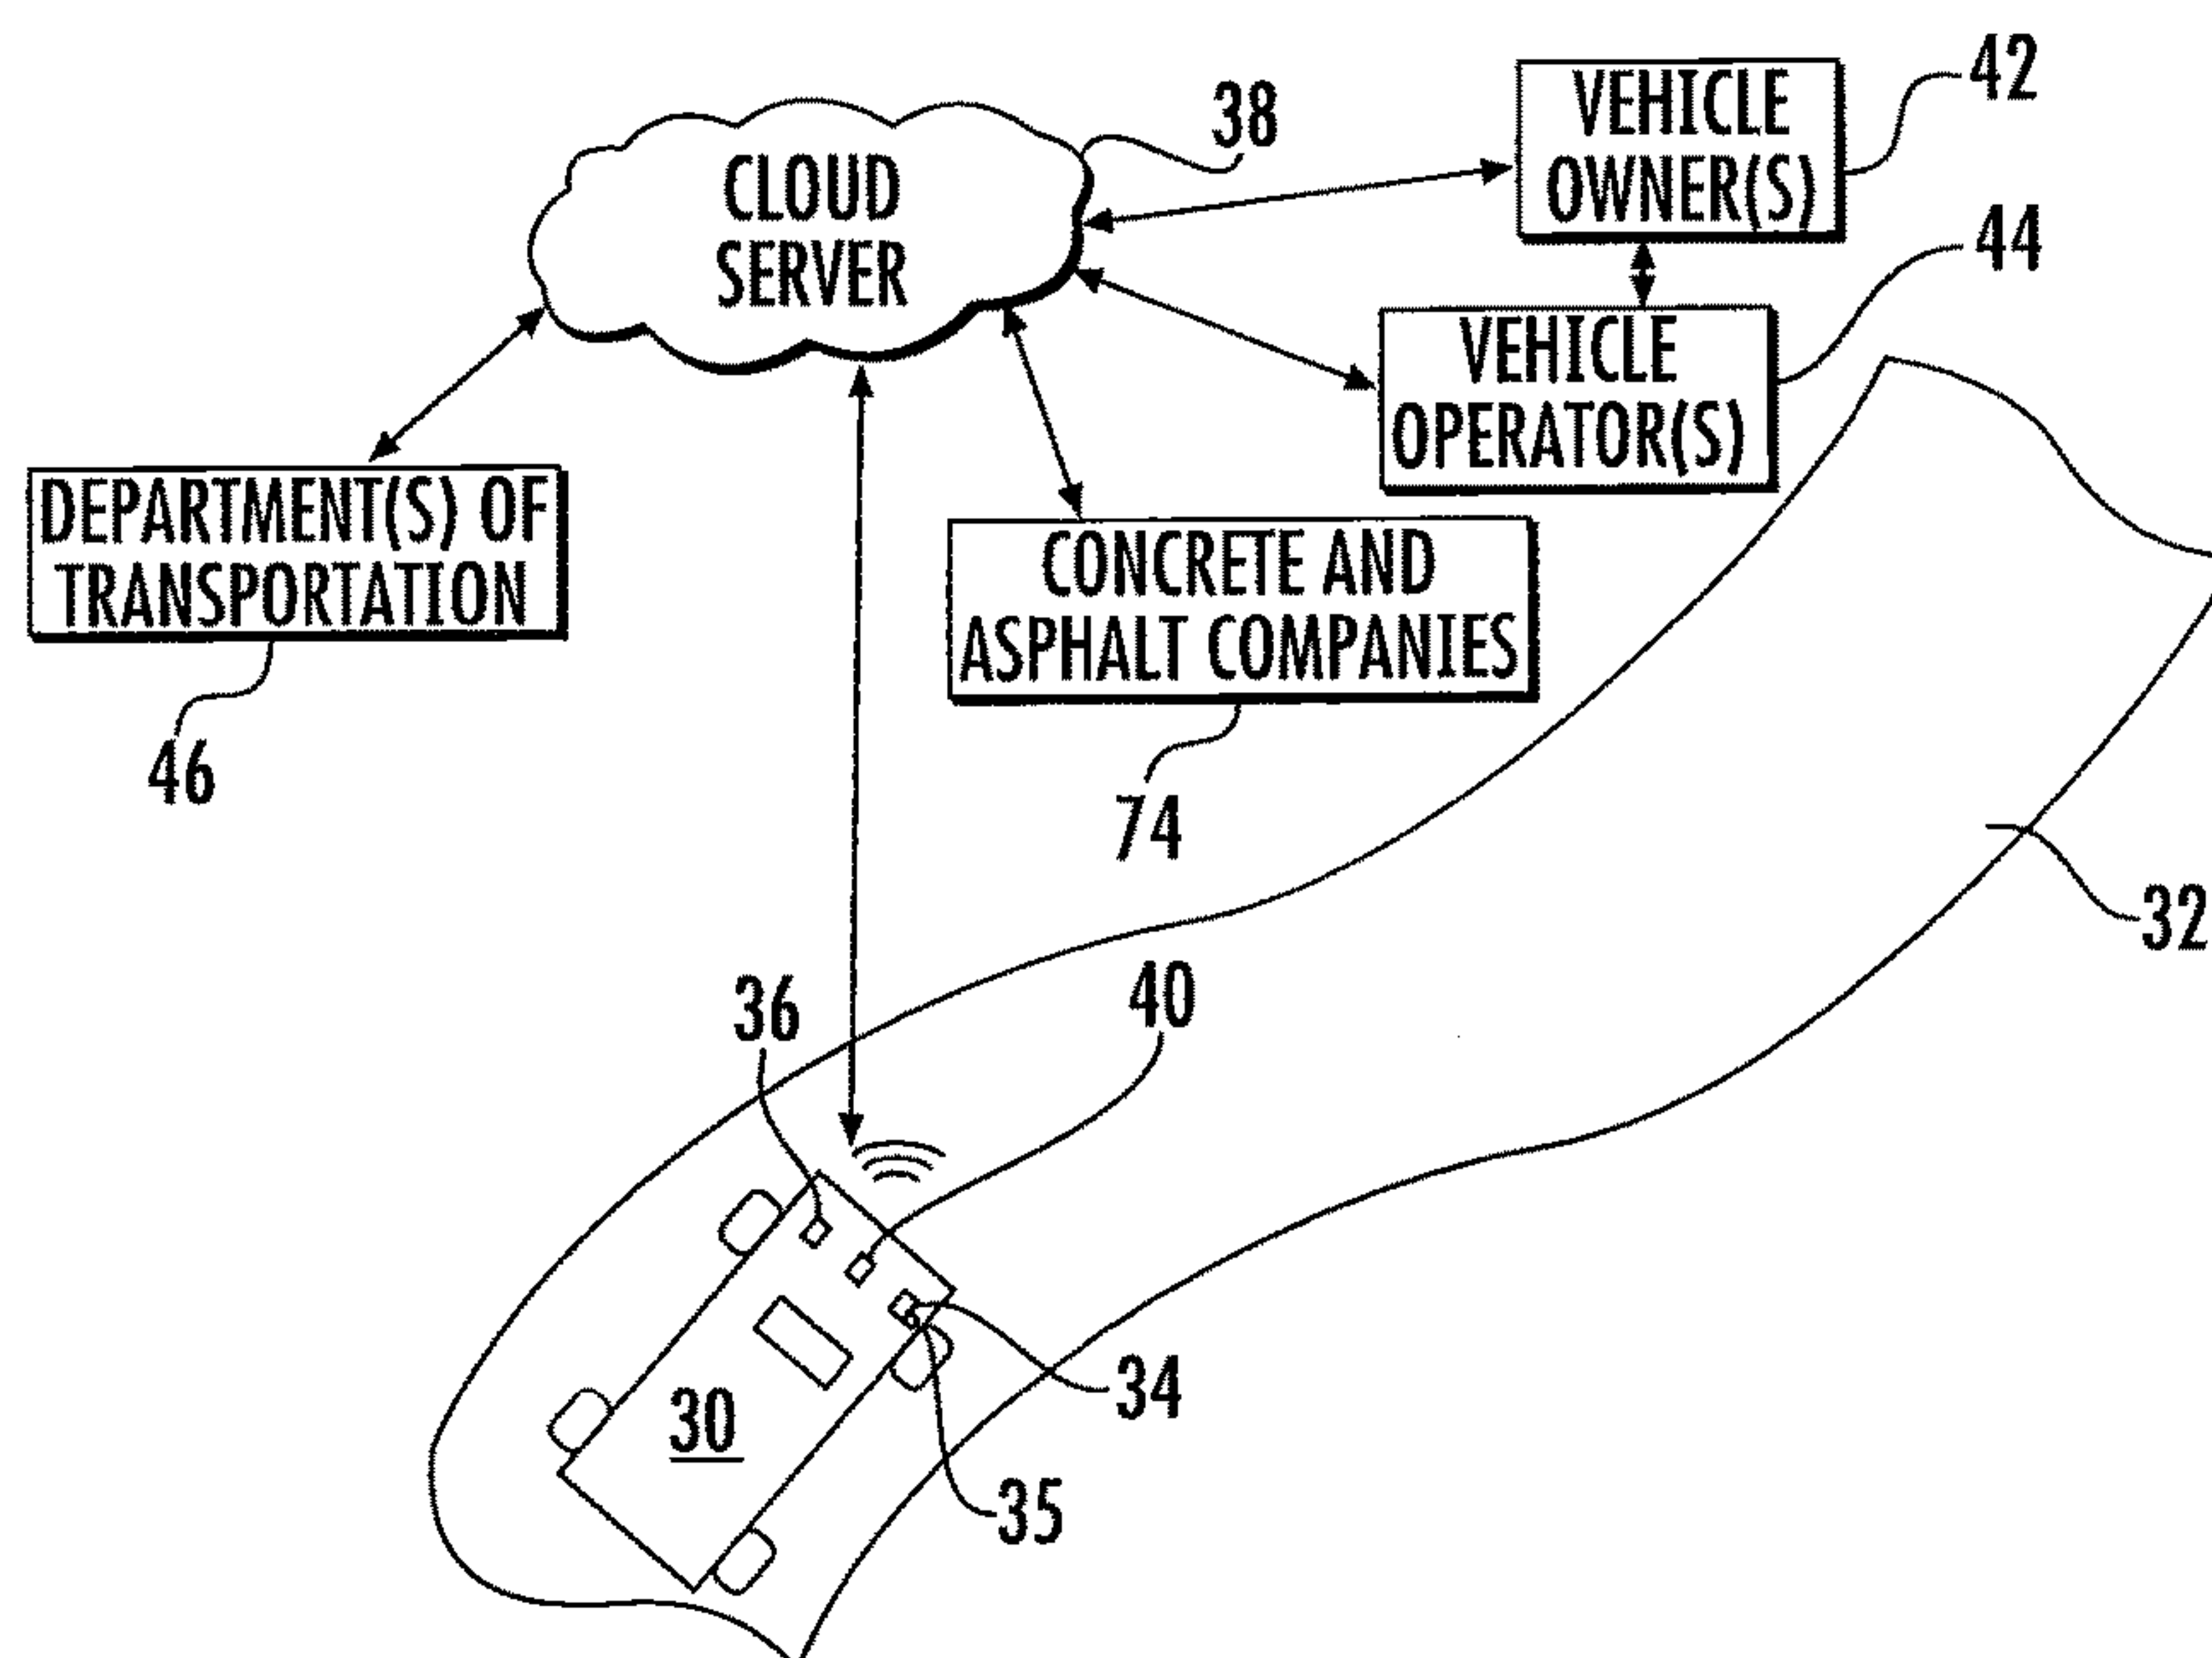 CLOUD
SERVER
38
VEHICLE
OWNER(S)
42
VEHICLE
OPERATOR(S)
44
DEPARTMENT(S) OF
TRANSPORTATION
46
CONCRETE AND
ASPHALT COMPANIES
74
32
36
40
34
30
35